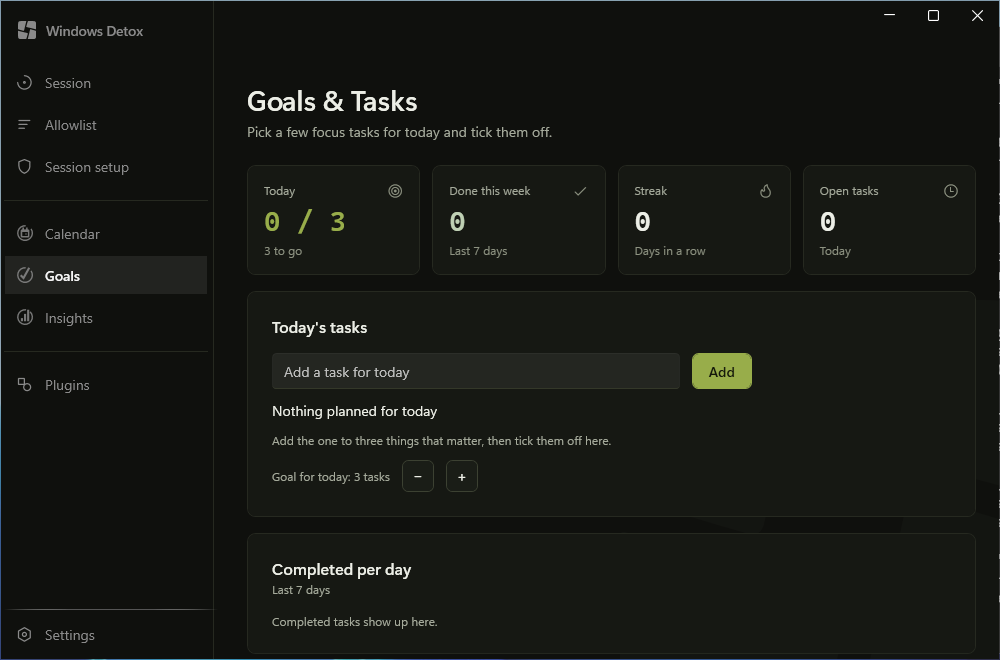 Windows Detox
Session
Allowlist
Session setup
Calendar
Goals
Insights
Plugins
Settings
Goals & Tasks
Pick a few focus tasks for today and tick them off.
Today
0 / 3
3 to go
Done this week
0
Last 7 days
Streak
0
Days in a row
Open tasks
0
Today
Today's tasks
Add a task for today
Add
Nothing planned for today
Add the one to three things that matter, then tick them off here.
Goal for today: 3 tasks − +
Completed per day
Last 7 days
Completed tasks show up here.